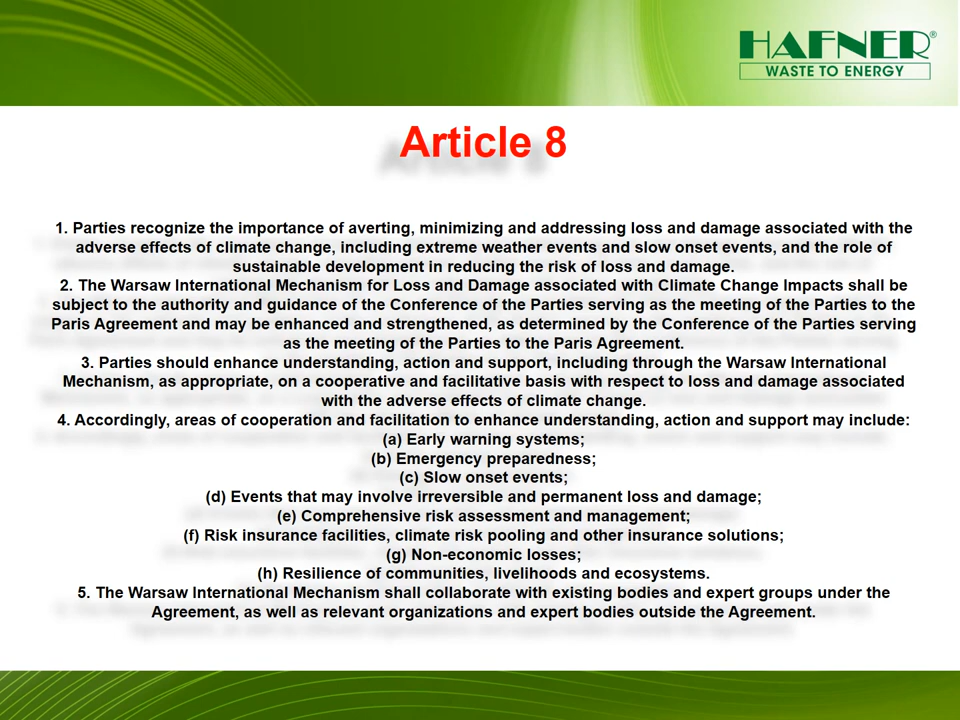 HAFNER®
WASTE TO ENERGY
Article 8
1. Parties recognize the importance of averting, minimizing and addressing loss and damage associated with the
adverse effects of climate change, including extreme weather events and slow onset events, and the role of
sustainable development in reducing the risk of loss and damage.
2. The Warsaw International Mechanism for Loss and Damage associated with Climate Change Impacts shall be
subject to the authority and guidance of the Conference of the Parties serving as the meeting of the Parties to the
Paris Agreement and may be enhanced and strengthened, as determined by the Conference of the Parties serving
as the meeting of the Parties to the Paris Agreement.
3. Parties should enhance understanding, action and support, including through the Warsaw International
Mechanism, as appropriate, on a cooperative and facilitative basis with respect to loss and damage associated
with the adverse effects of climate change.
4. Accordingly, areas of cooperation and facilitation to enhance understanding, action and support may include:
(a) Early warning systems;
(b) Emergency preparedness;
(c) Slow onset events;
(d) Events that may involve irreversible and permanent loss and damage;
(e) Comprehensive risk assessment and management;
(f) Risk insurance facilities, climate risk pooling and other insurance solutions;
(g) Non-economic losses;
(h) Resilience of communities, livelihoods and ecosystems.
5. The Warsaw International Mechanism shall collaborate with existing bodies and expert groups under the
Agreement, as well as relevant organizations and expert bodies outside the Agreement.